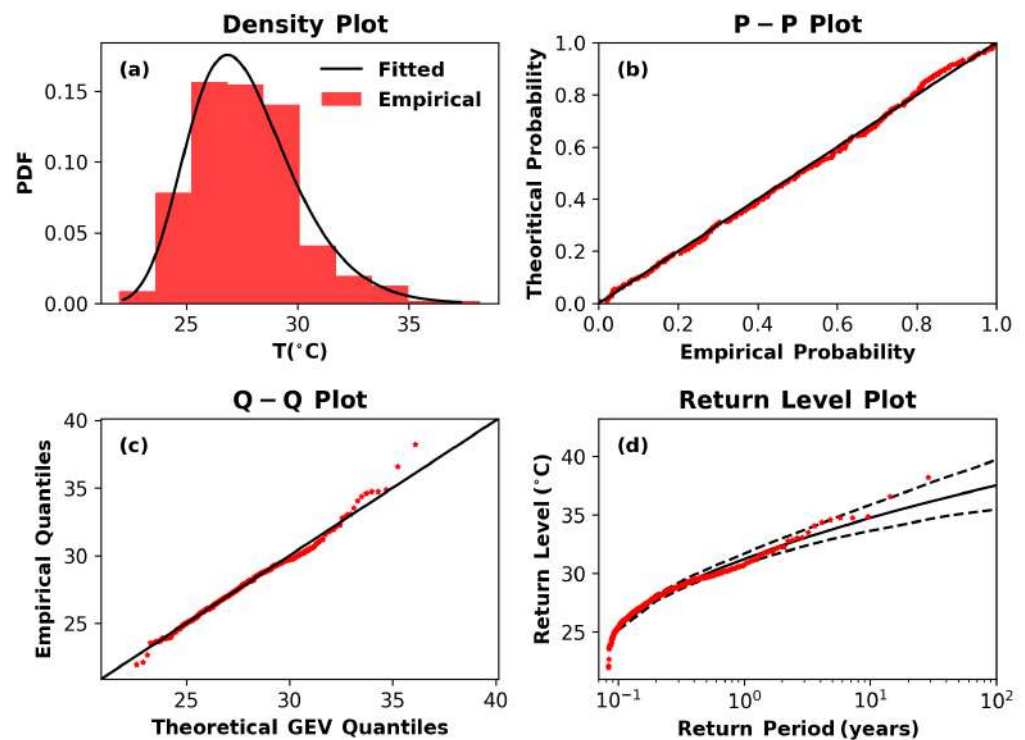 Density Plot
(a)
Fitted
Empirical
0.15
0.10
0.05
0.00
PDF
25 30 35
T(°C)
P – P Plot
(b)
1.0
0.8
0.6
0.4
0.2
0.0
Theoritical Probability
0.0 0.2 0.4 0.6 0.8 1.0
Empirical Probability
Q – Q Plot
(c)
40
35
30
25
Empirical Quantiles
25 30 35 40
Theoretical GEV Quantiles
Return Level Plot
(d)
40
35
30
25
Return Level (°C)
10⁻¹ 10⁰ 10¹ 10²
Return Period (years)